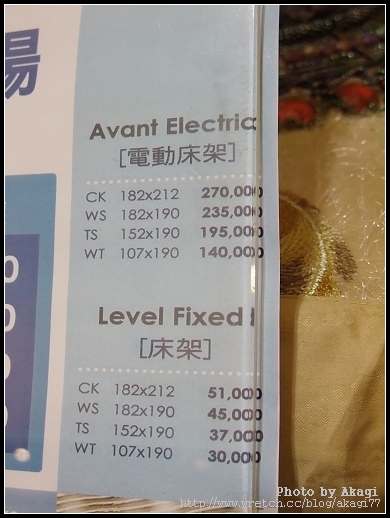 場
Avant Electric
[電動床架]
CK 182x212 270,000
WS 182x190 235,000
TS 152x190 195,000
WT 107x190 140,000
Level Fixed
[床架]
CK 182x212 51,000
WS 182x190 45,000
TS 152x190 37,000
WT 107x190 30,000
Photo by Akagi
http://www.wretch.cc/blog/akagi77